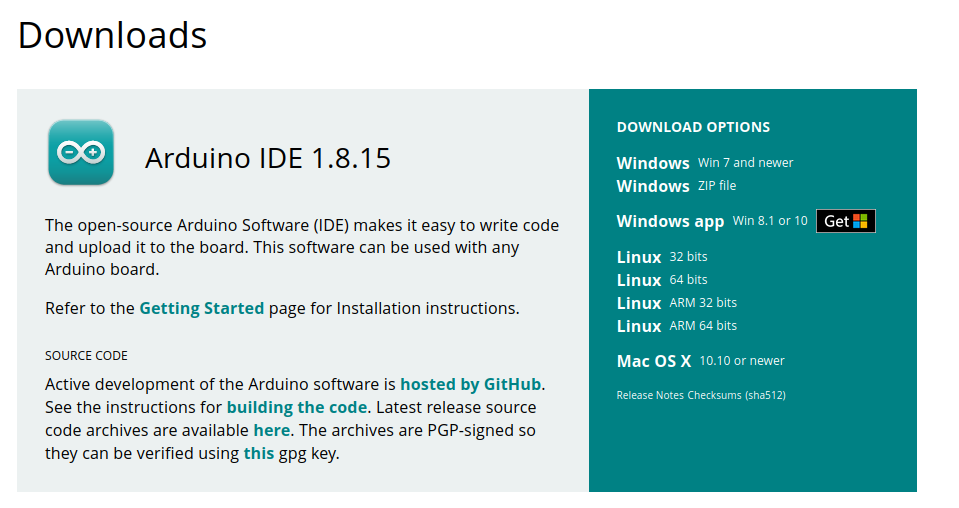 Downloads
Arduino IDE 1.8.15
The open-source Arduino Software (IDE) makes it easy to write code
and upload it to the board. This software can be used with any
Arduino board.
Refer to the Getting Started page for Installation instructions.
SOURCE CODE
Active development of the Arduino software is hosted by GitHub.
See the instructions for building the code. Latest release source
code archives are available here. The archives are PGP-signed so
they can be verified using this gpg key.
DOWNLOAD OPTIONS
Windows Win 7 and newer
Windows ZIP file
Windows app Win 8.1 or 10 Get
Linux 32 bits
Linux 64 bits
Linux ARM 32 bits
Linux ARM 64 bits
Mac OS X 10.10 or newer
Release Notes Checksums (sha512)